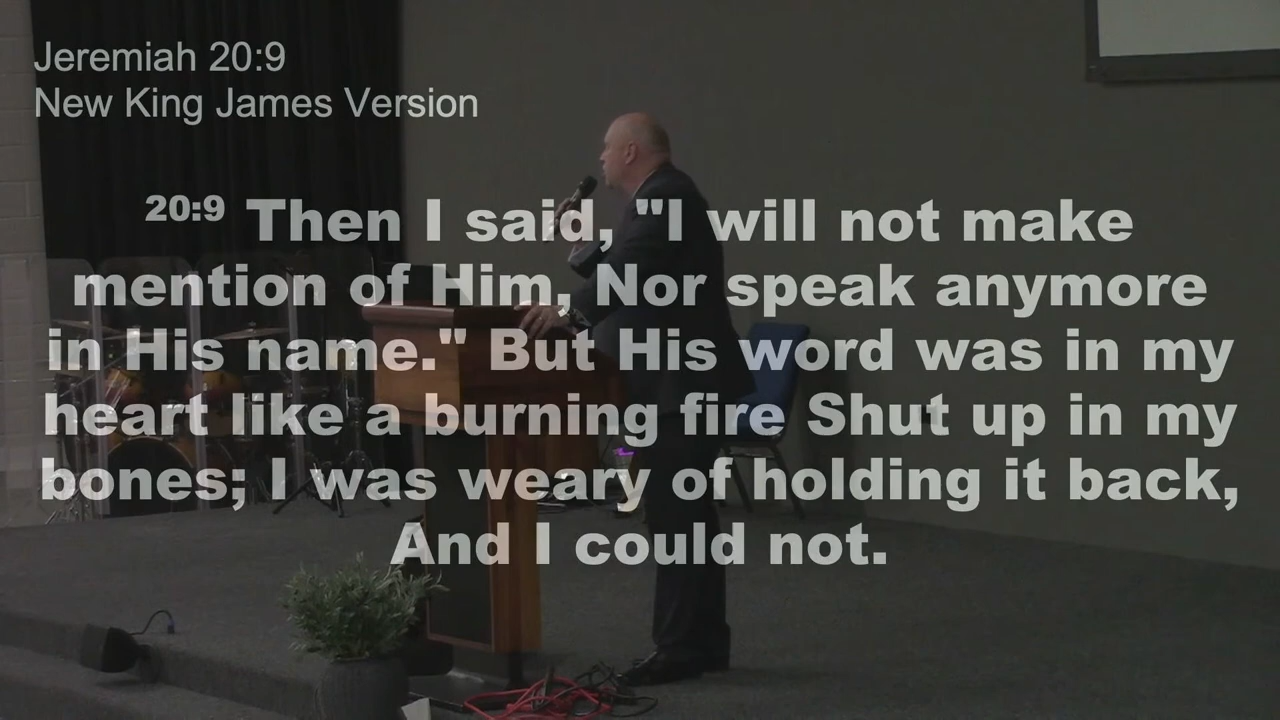 Jeremiah 20:9
New King James Version
20:9 Then I said, "I will not make
mention of Him, Nor speak anymore
in His name." But His word was in my
heart like a burning fire Shut up in my
bones; I was weary of holding it back,
And I could not.